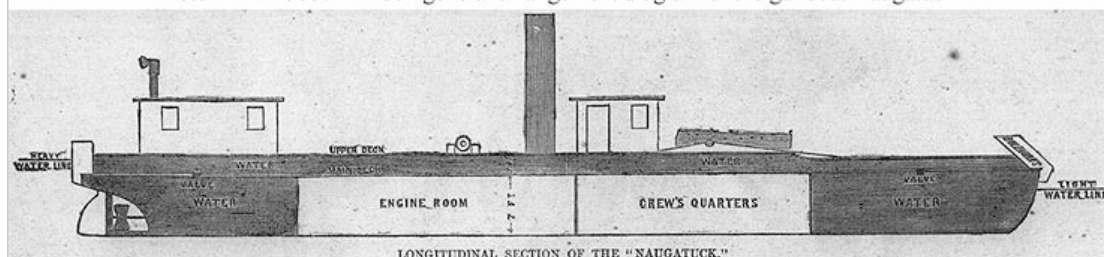 HEAVY
WATER LINE
UPPER DECK
MAIN DECK
WATER
WATER
VALVE
VALVE
WATER
WATER
LIGHT
WATER LINE
ENGINE ROOM
7 FT
CREW'S QUARTERS
LONGITUDINAL SECTION OF THE "NAUGATUCK."